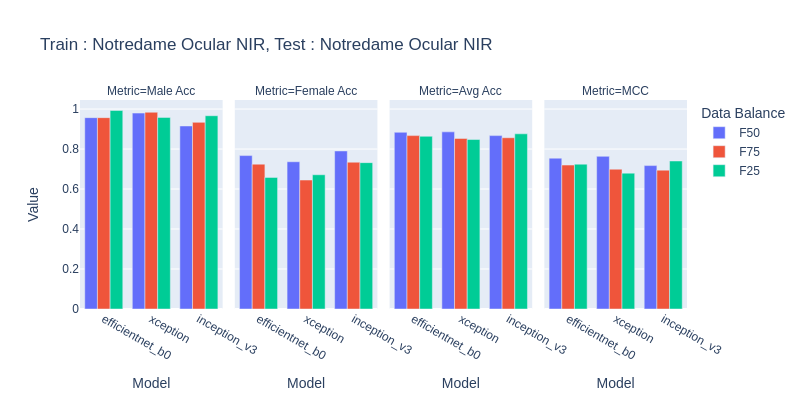 Train : Notredame Ocular NIR, Test : Notredame Ocular NIR
Metric=Male Acc
Metric=Female Acc
Metric=Avg Acc
Metric=MCC
Data Balance
F50
F75
F25
Value
1
0.8
0.6
0.4
0.2
0
efficientnet_b0
xception
inception_v3
efficientnet_b0
xception
inception_v3
efficientnet_b0
xception
inception_v3
efficientnet_b0
xception
inception_v3
Model
Model
Model
Model